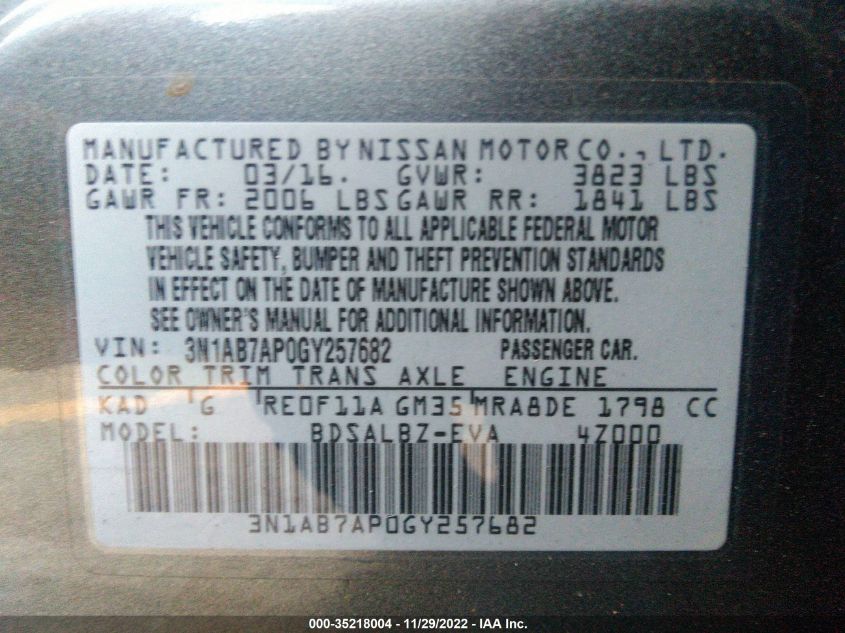 MANUFACTURED BY NISSAN MOTOR CO., LTD.
DATE: 03/16. GVWR: 3823 LBS
GAWR FR: 2006 LBS GAWR RR: 1841 LBS
THIS VEHICLE CONFORMS TO ALL APPLICABLE FEDERAL MOTOR
VEHICLE SAFETY, BUMPER AND THEFT PREVENTION STANDARDS
IN EFFECT ON THE DATE OF MANUFACTURE SHOWN ABOVE.
SEE OWNER'S MANUAL FOR ADDITIONAL INFORMATION.
VIN: 3N1AB7AP0GY257682 PASSENGER CAR.
COLOR TRIM TRANS AXLE ENGINE
KAD G RE0F11A GM35 MRA8DE 1798 CC
MODEL: BDSALBZ-EVA 4Z000
3N1AB7AP0GY257682
000-35218004 - 11/29/2022 - IAA Inc.